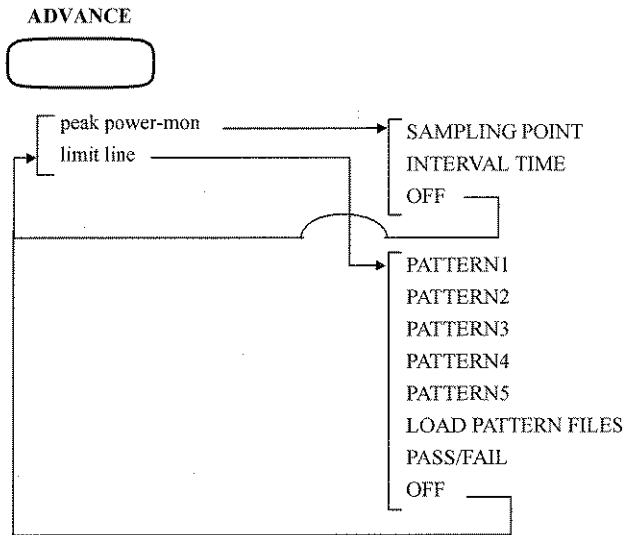 ADVANCE
peak power-mon
limit line
SAMPLING POINT
INTERVAL TIME
OFF
PATTERN1
PATTERN2
PATTERN3
PATTERN4
PATTERN5
LOAD PATTERN FILES
PASS/FAIL
OFF